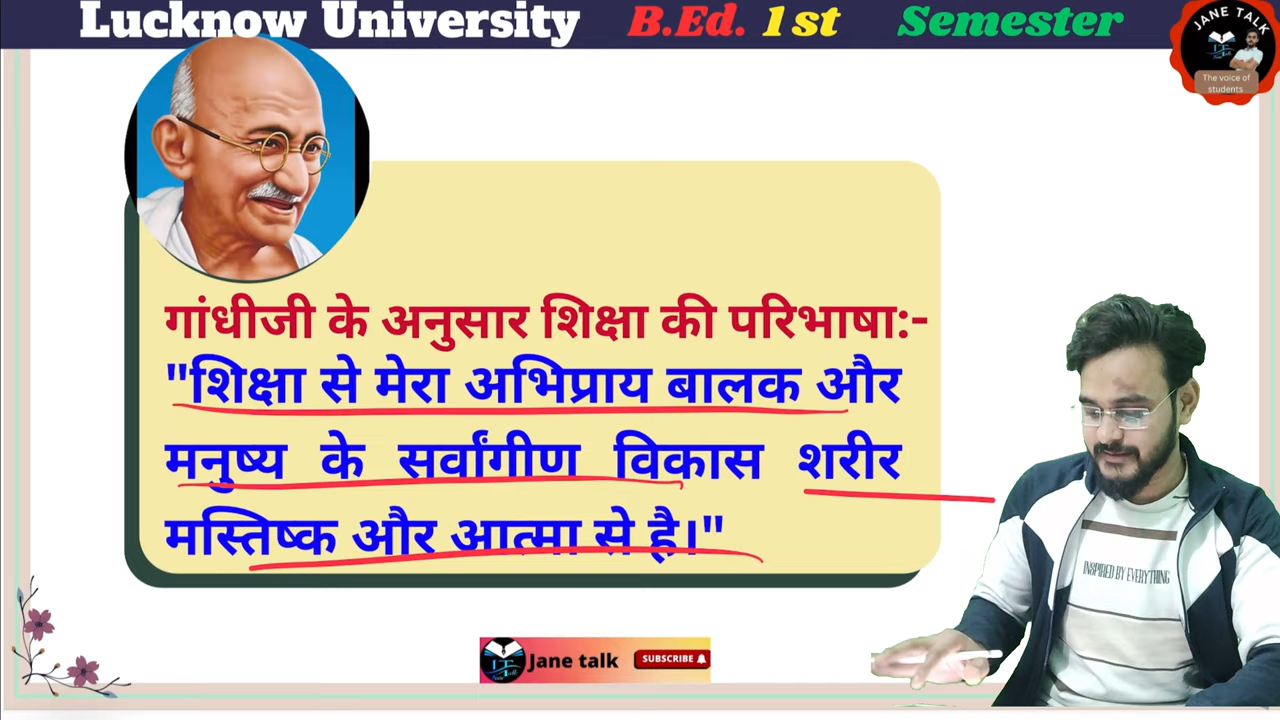 Lucknow University B.Ed. 1st Semester
JANE TALK
The voice of
students
गांधीजी के अनुसार शिक्षा की परिभाषा:-
"शिक्षा से मेरा अभिप्राय बालक और
मनुष्य के सर्वांगीण विकास शरीर
मस्तिष्क और आत्मा से है।"
INSPIRED BY EVERYTHING
Jane talk SUBSCRIBE